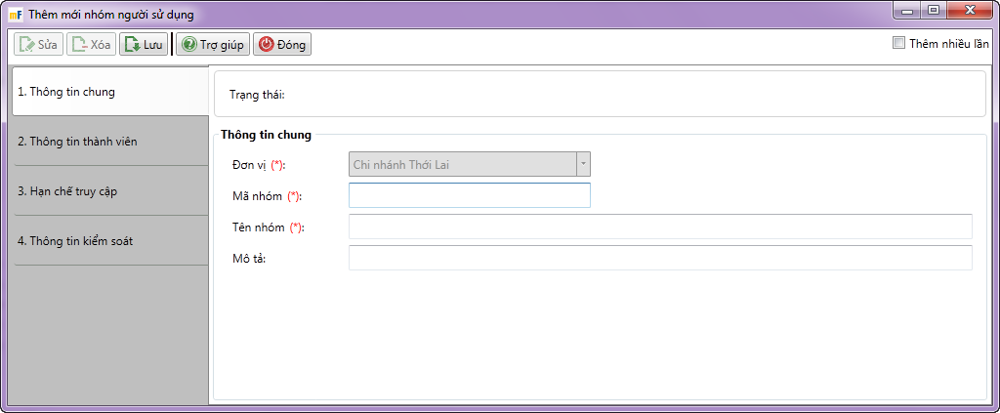 mF Thêm mới nhóm người sử dụng
Sửa Xóa Lưu Trợ giúp Đóng Thêm nhiều lần
1. Thông tin chung
2. Thông tin thành viên
3. Hạn chế truy cập
4. Thông tin kiểm soát
Trạng thái:
Thông tin chung
Đơn vị (*): Chi nhánh Thới Lai
Mã nhóm (*):
Tên nhóm (*):
Mô tả: